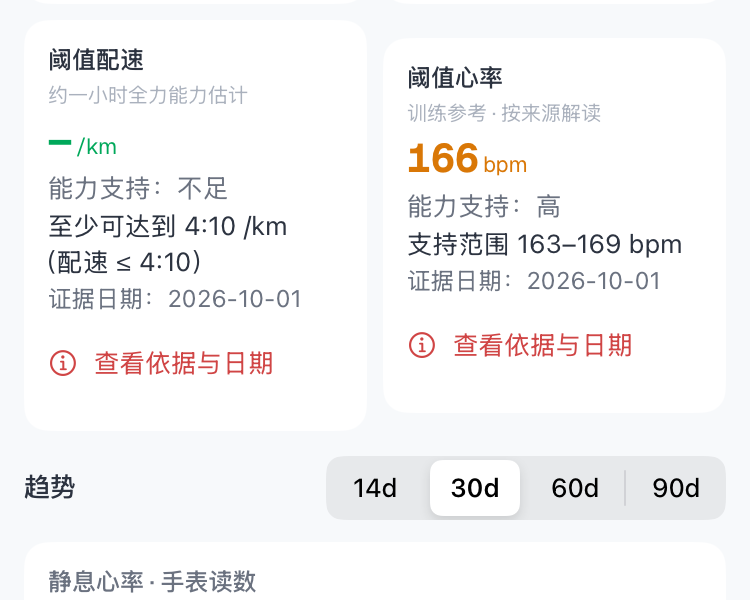 阈值配速
约一小时全力能力估计
– /km
能力支持：不足
至少可达到 4:10 /km
(配速 ≤ 4:10)
证据日期：2026-10-01
查看依据与日期
阈值心率
训练参考 · 按来源解读
166 bpm
能力支持：高
支持范围 163–169 bpm
证据日期：2026-10-01
查看依据与日期
趋势
14d 30d 60d 90d
静息心率 · 手表读数